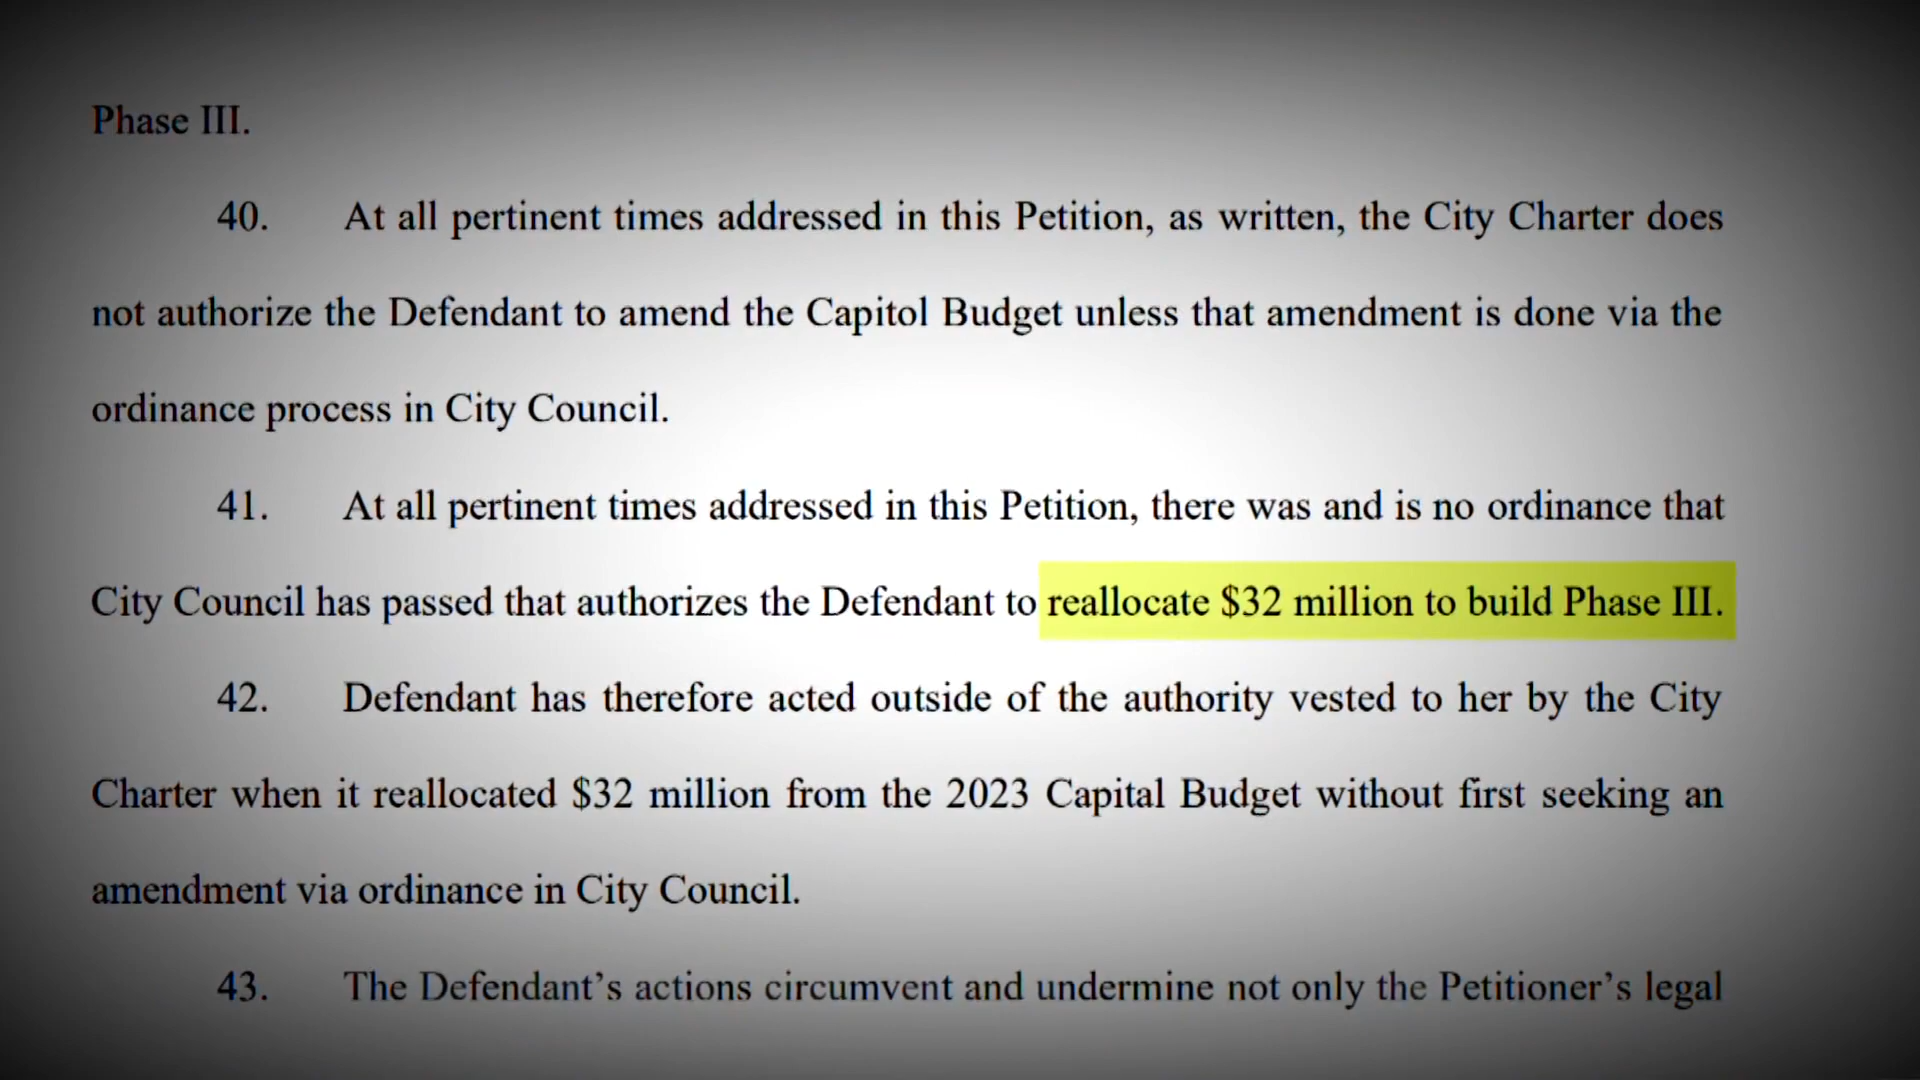 Phase III.
40. At all pertinent times addressed in this Petition, as written, the City Charter does
not authorize the Defendant to amend the Capitol Budget unless that amendment is done via the
ordinance process in City Council.
41. At all pertinent times addressed in this Petition, there was and is no ordinance that
City Council has passed that authorizes the Defendant to reallocate $32 million to build Phase III.
42. Defendant has therefore acted outside of the authority vested to her by the City
Charter when it reallocated $32 million from the 2023 Capital Budget without first seeking an
amendment via ordinance in City Council.
43. The Defendant’s actions circumvent and undermine not only the Petitioner’s legal